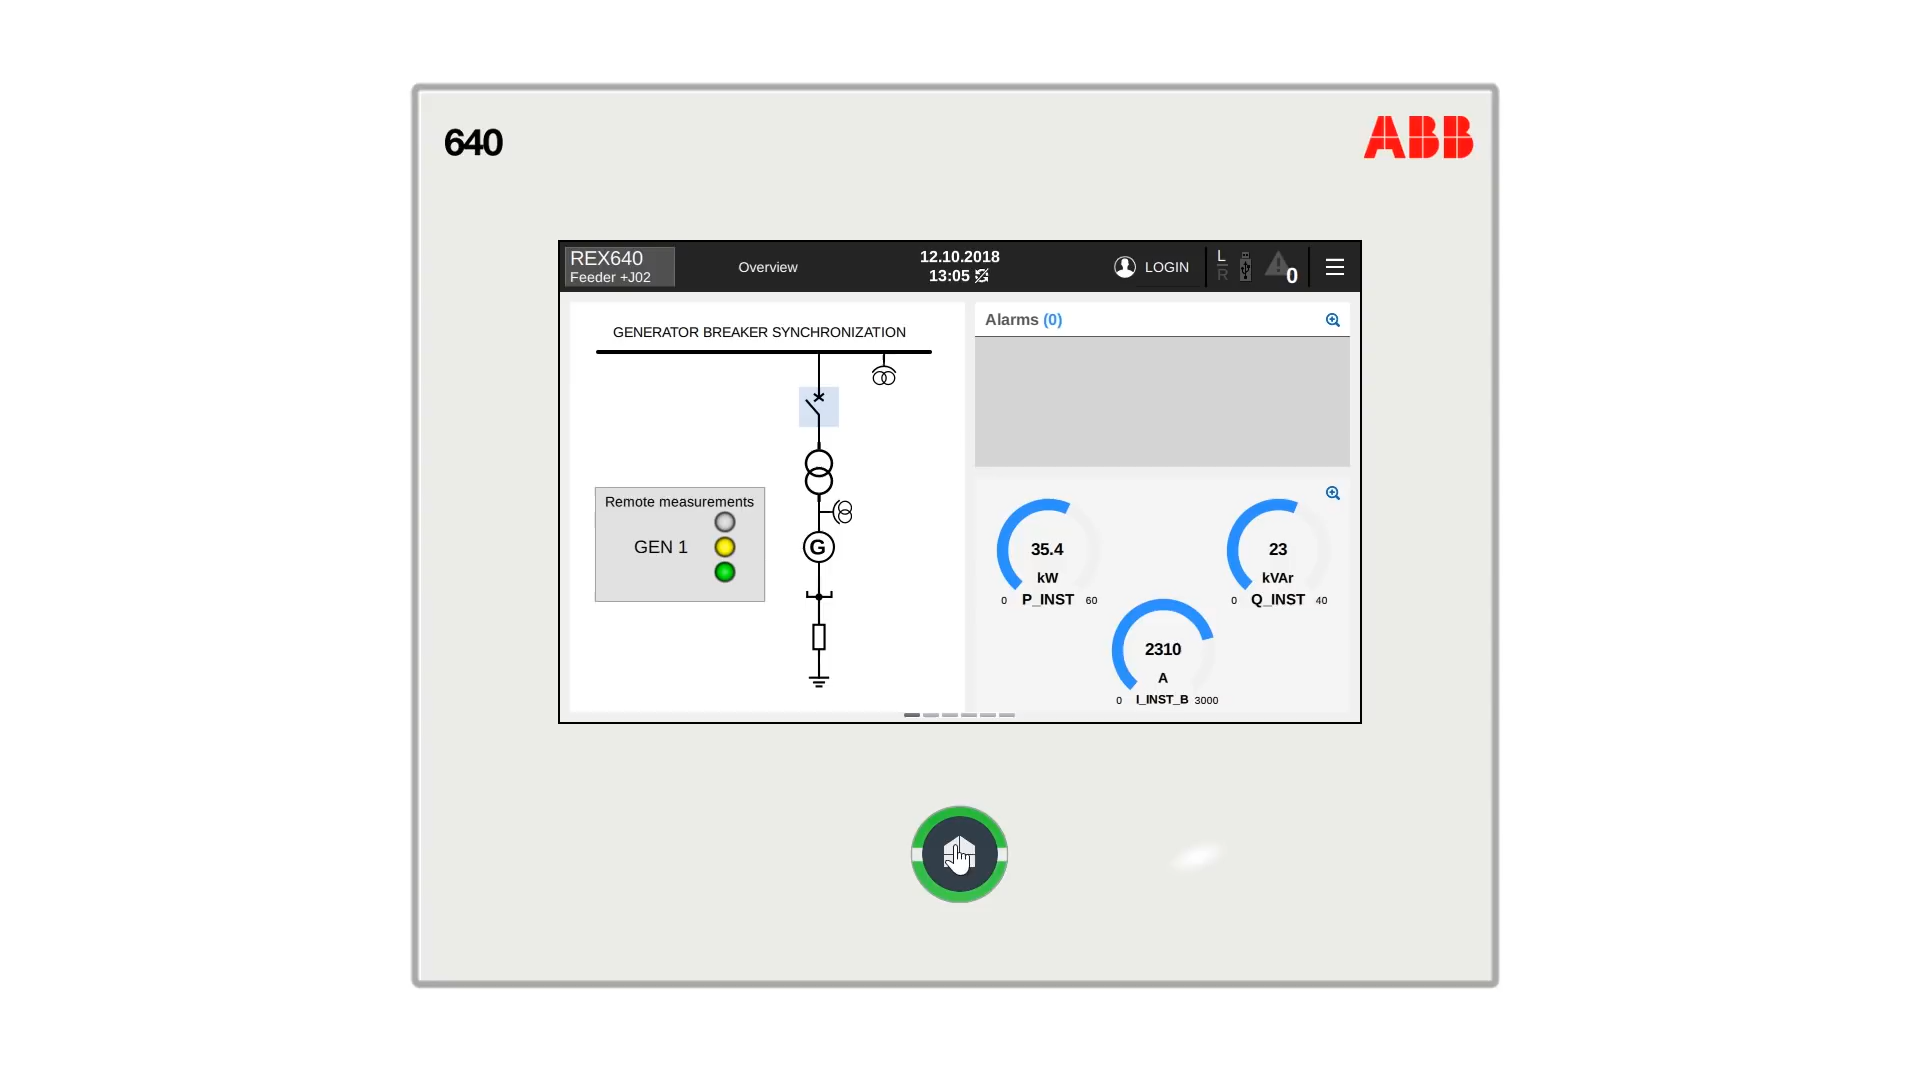 640
ABB
REX640
Feeder +J02
Overview
12.10.2018
13:05
LOGIN
L
R
0
GENERATOR BREAKER SYNCHRONIZATION
Remote measurements
GEN 1
G
Alarms (0)
35.4
kW
0 P_INST 60
23
kVAr
0 Q_INST 40
2310
A
0 I_INST_B 3000